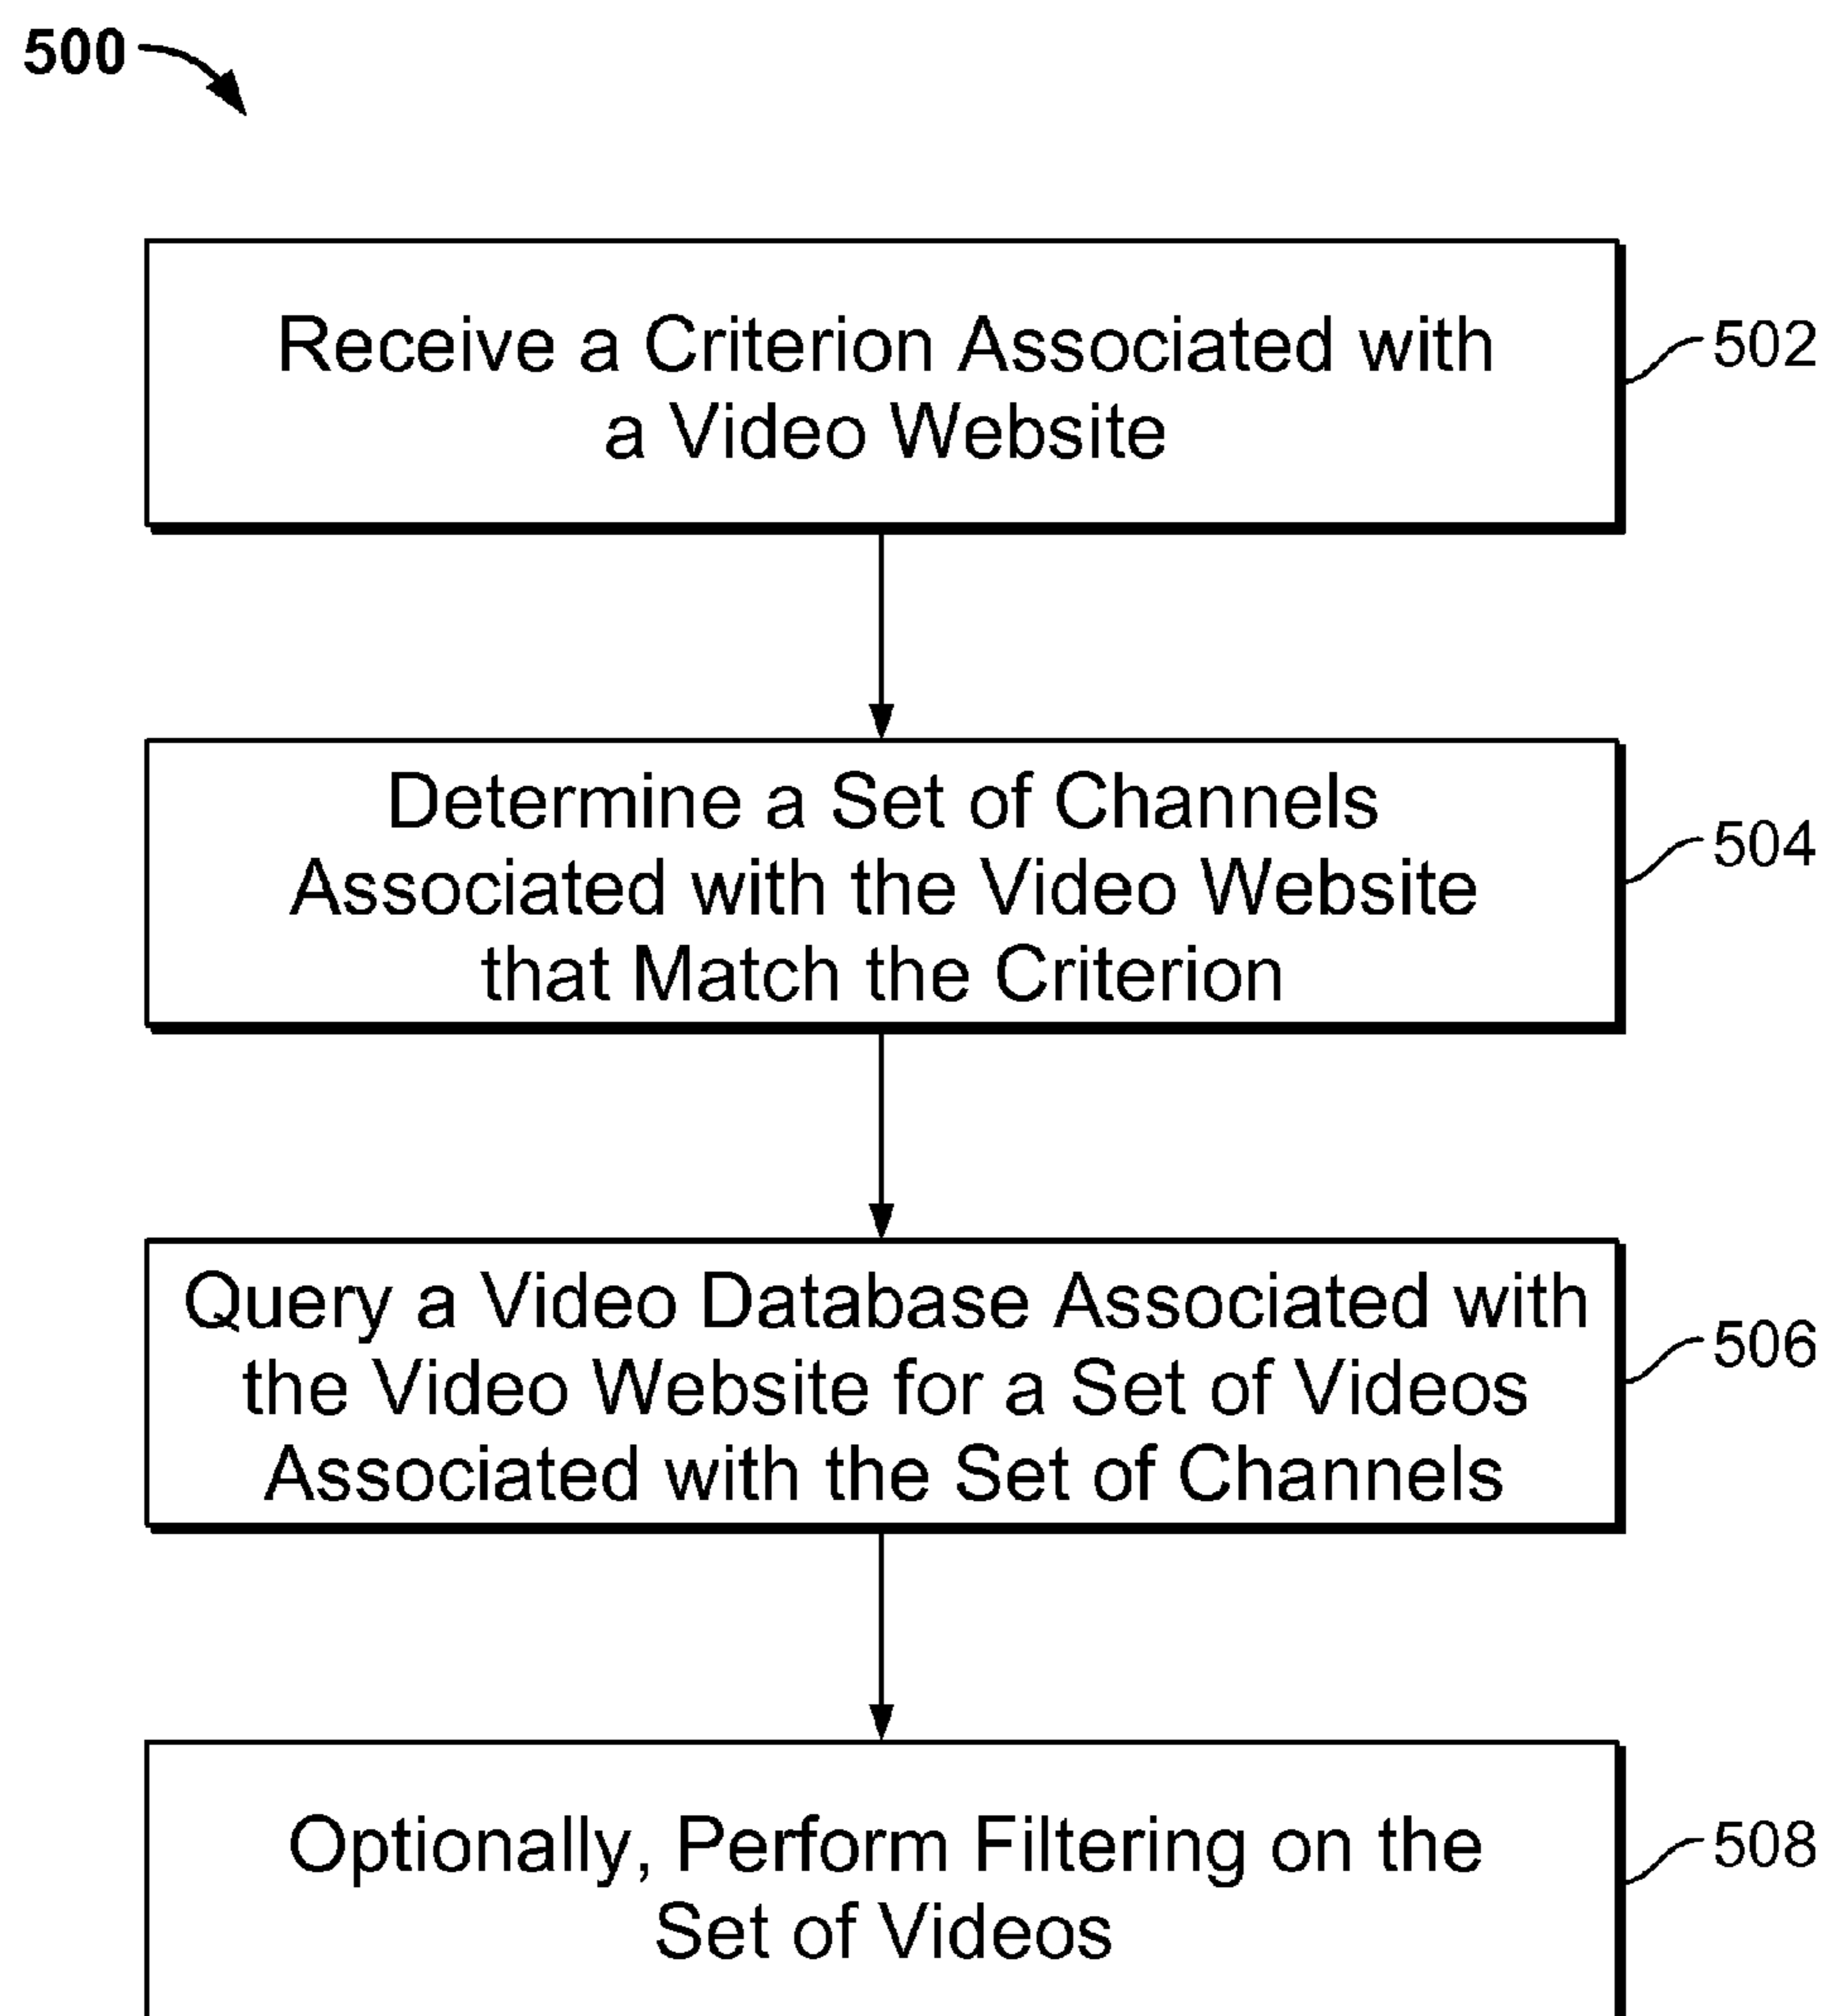 500
Receive a Criterion Associated with
a Video Website
502
Determine a Set of Channels
Associated with the Video Website
that Match the Criterion
504
Query a Video Database Associated with
the Video Website for a Set of Videos
Associated with the Set of Channels
506
Optionally, Perform Filtering on the
Set of Videos
508